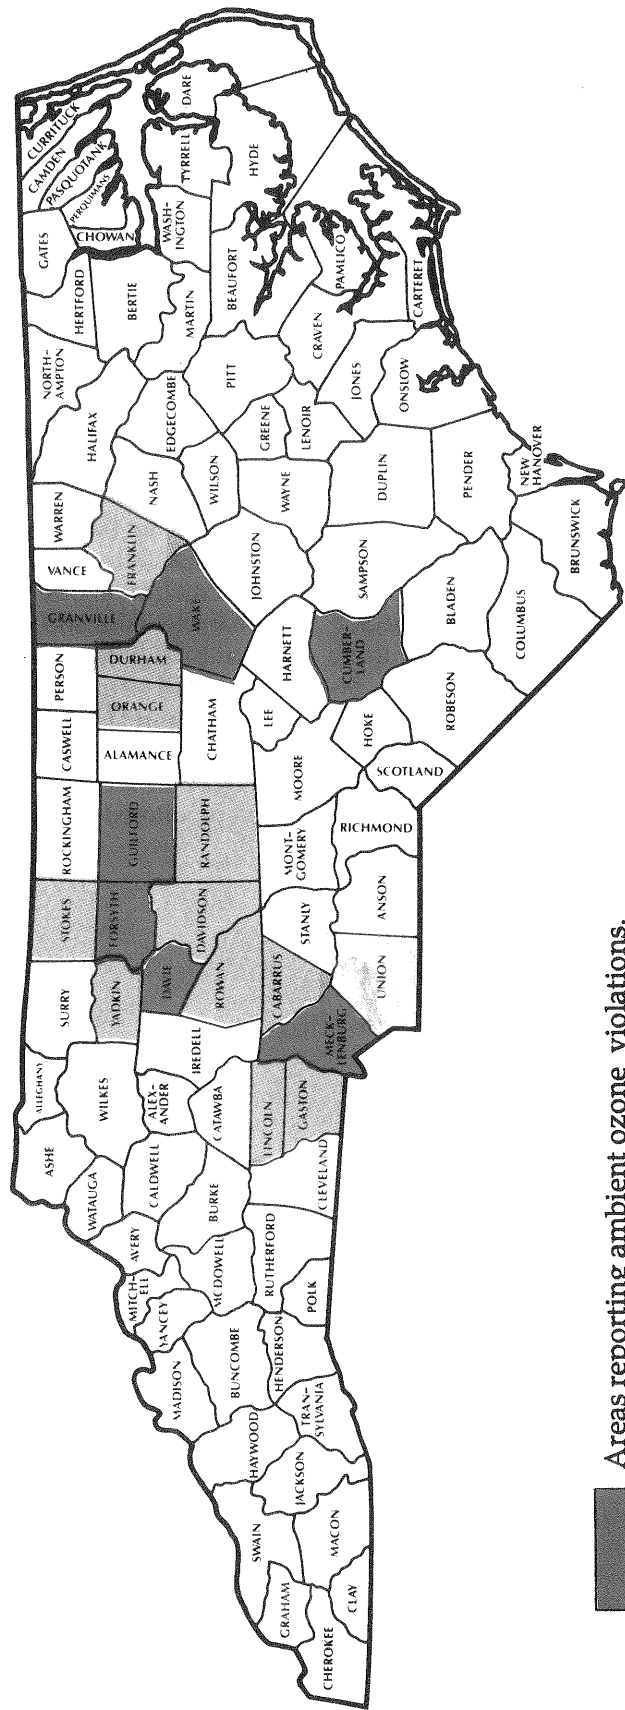 CURRITUCK
CAMDEN
PASQUOTANK
PERQUIMANS
CHOWAN
GATES
HERTFORD
BERTIE
NORTH-
AMPTON
HALIFAX
WARREN
VANCE
GRANVILLE
PERSON
CASWELL
ROCKINGHAM
STOKES
SURRY
ALLEGHANY
ASHE
WATAUGA
WILKES
YADKIN
FORSYTH
GUILFORD
ALAMANCE
ORANGE
DURHAM
FRANKLIN
NASH
EDGECOMBE
MARTIN
WASH-
INGTON
TYRRELL
DARE
HYDE
BEAUFORT
PITT
WILSON
WAKE
CHATHAM
RANDOLPH
DAVIDSON
DAVIE
IREDELL
ALEX-
ANDER
CALDWELL
AVERY
MITCH-
ELL
YANCEY
MADISON
BUNCOMBE
MCDOWELL
BURKE
CATAWBA
ROWAN
JOHNSTON
WAYNE
GREENE
LENOIR
CRAVEN
PAMLICO
CARTERET
JONES
ONSLOW
DUPLIN
SAMPSON
HARNETT
LEE
MOORE
MONT-
GOMERY
STANLY
CABARRUS
MECK-
LENBURG
LINCOLN
GASTON
CLEVELAND
RUTHERFORD
POLK
HENDERSON
TRAN-
SYLVANIA
HAYWOOD
JACKSON
SWAIN
MACON
GRAHAM
CLAY
CHEROKEE
UNION
ANSON
RICHMOND
SCOTLAND
HOKE
CUMBER-
LAND
ROBESON
BLADEN
PENDER
NEW
HANOVER
BRUNSWICK
COLUMBUS
Areas reporting ambient ozone violations.